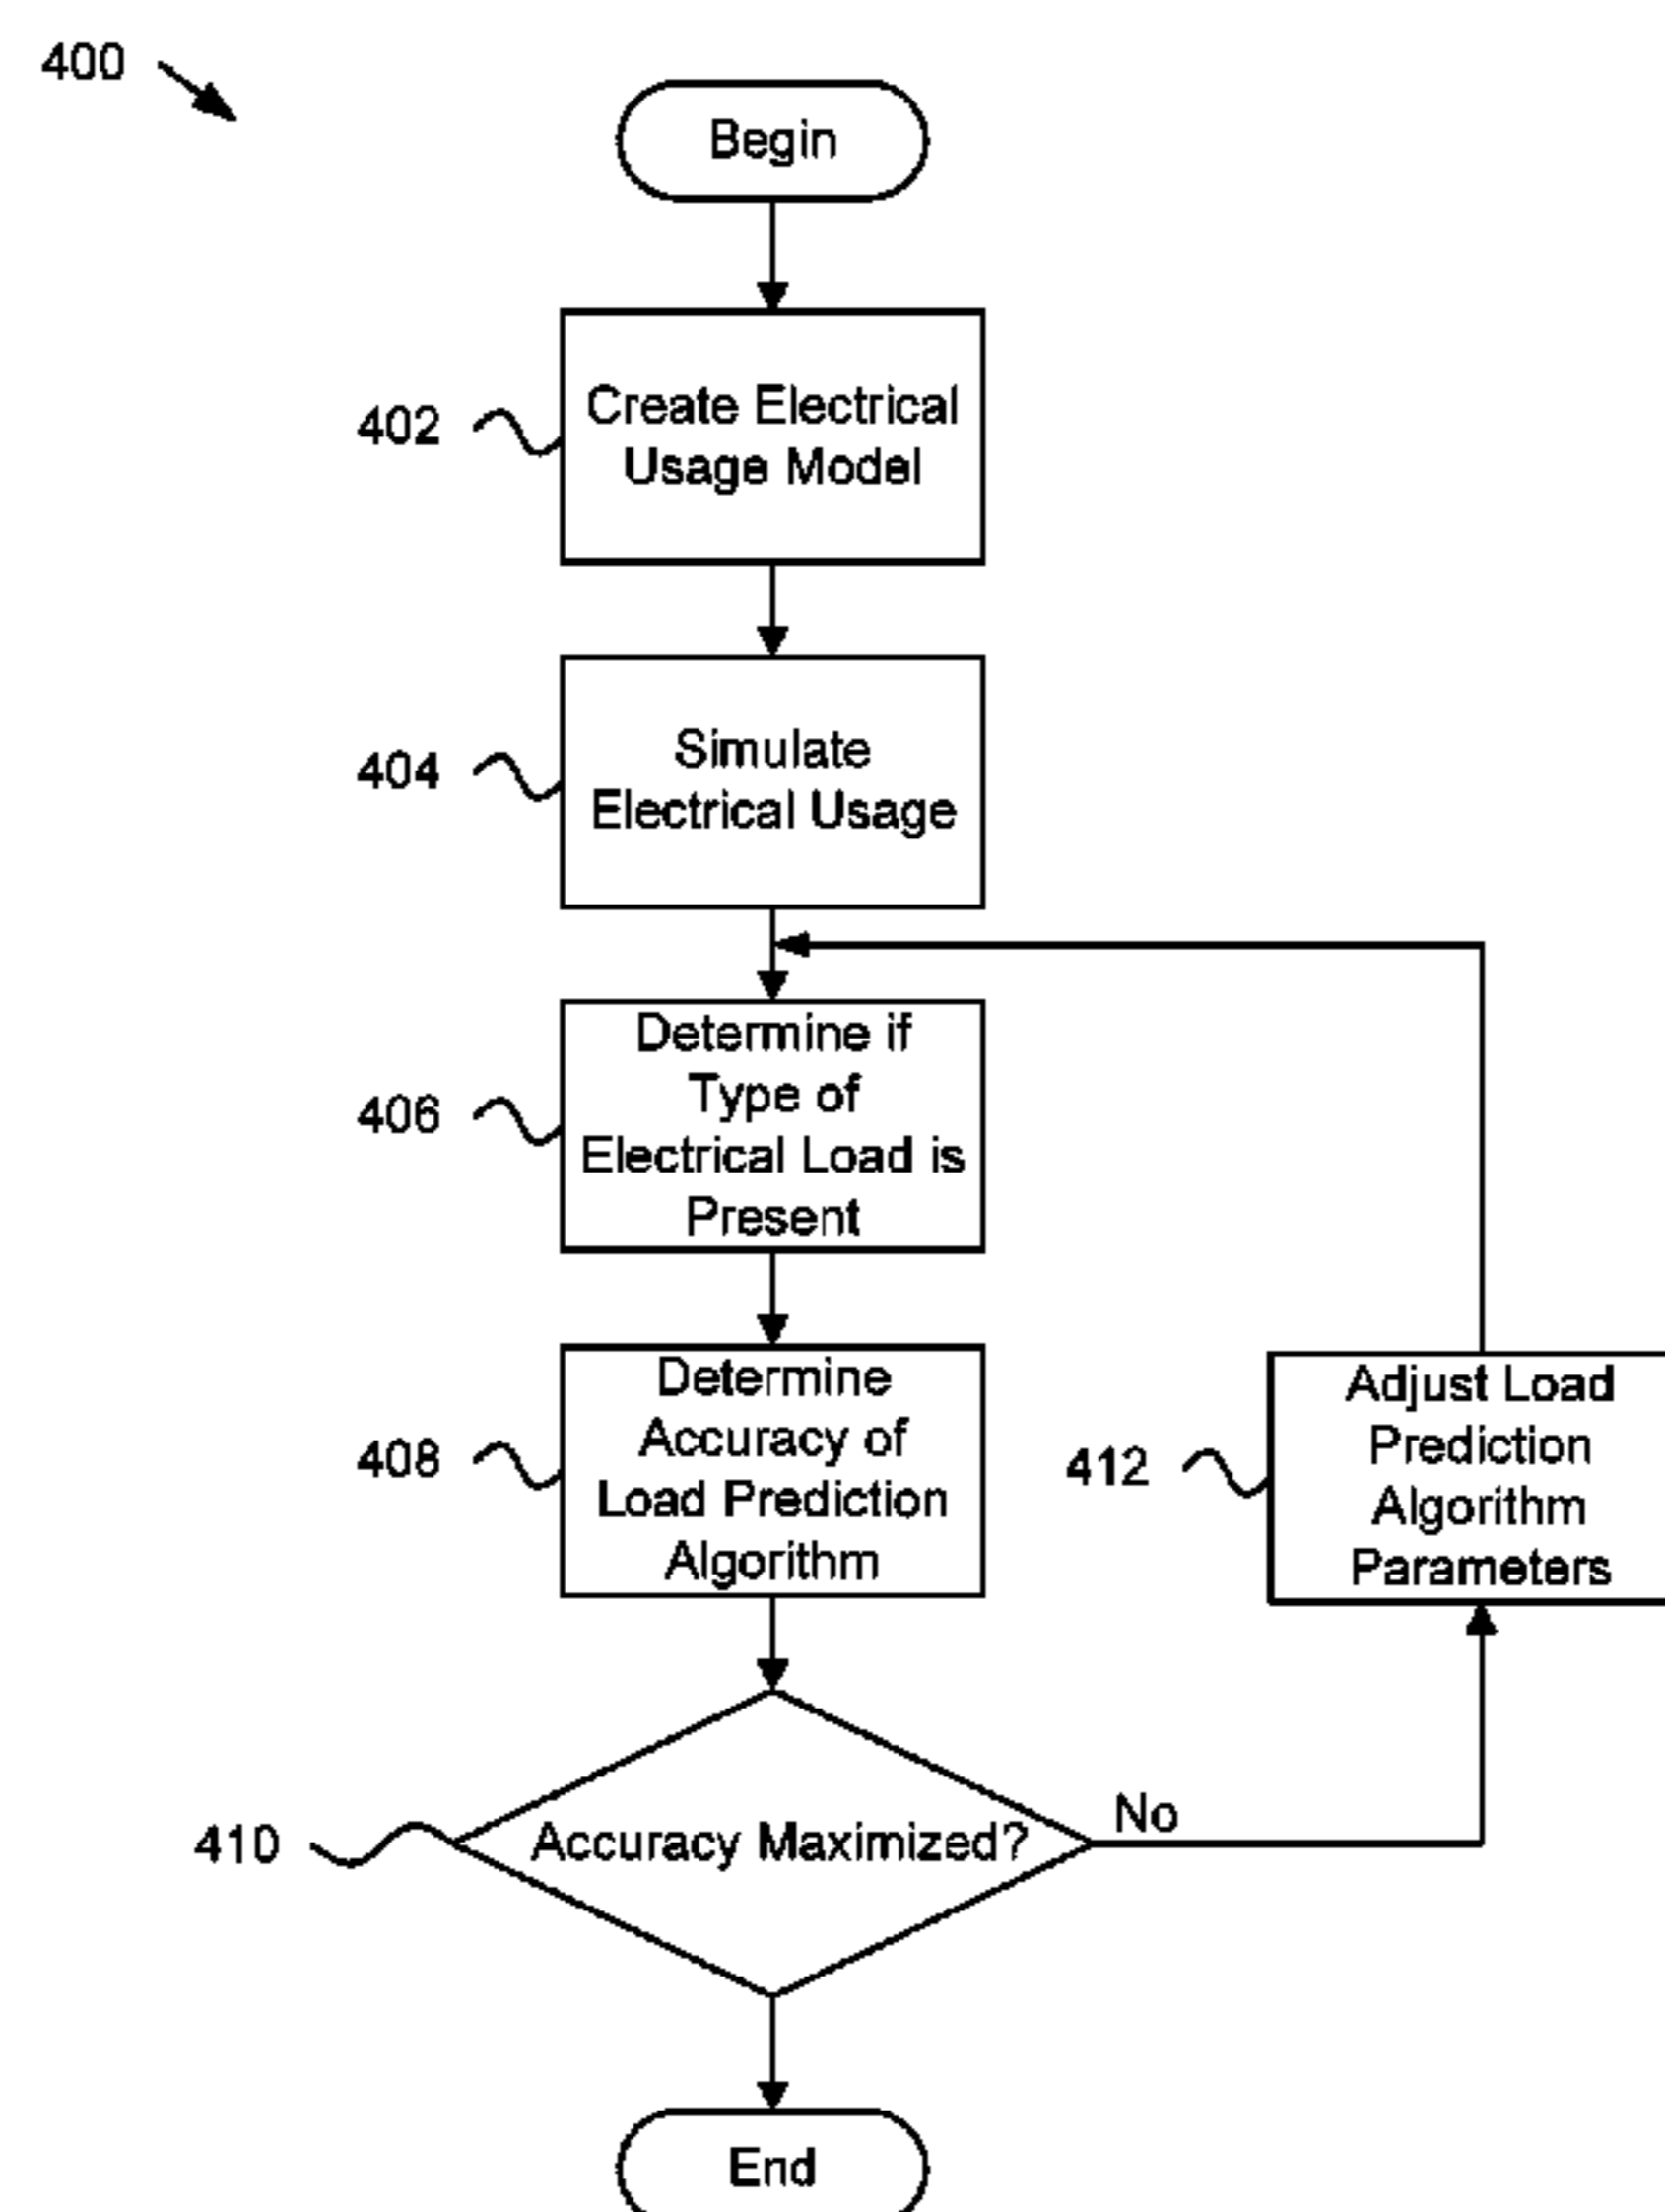 400
Begin
402
Create Electrical
Usage Model
404
Simulate
Electrical Usage
406
Determine if
Type of
Electrical Load is
Present
408
Determine
Accuracy of
Load Prediction
Algorithm
412
Adjust Load
Prediction
Algorithm
Parameters
410
Accuracy Maximized?
No
End